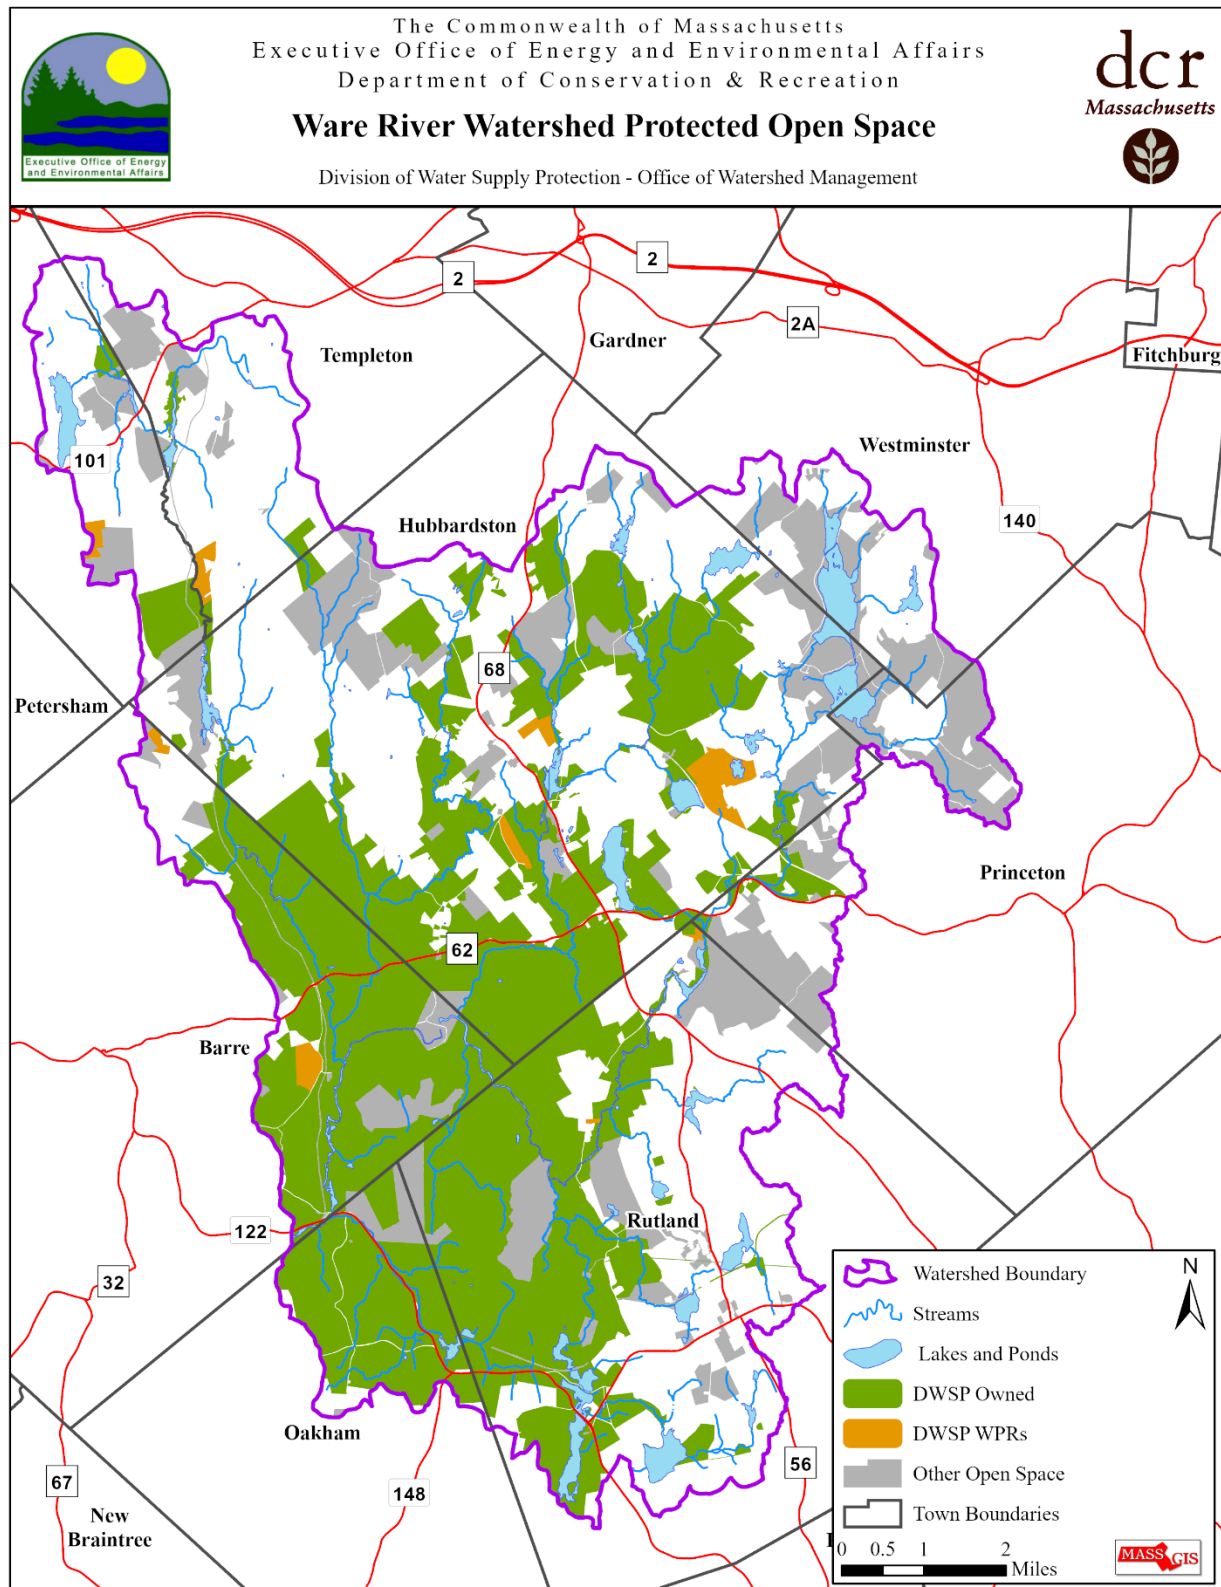 The Commonwealth of Massachusetts
Executive Office of Energy and Environmental Affairs
Department of Conservation & Recreation
Ware River Watershed Protected Open Space
Division of Water Supply Protection - Office of Watershed Management
Executive Office of Energy
and Environmental Affairs
dcr
Massachusetts
2
2
2A
Gardner
Templeton
Fitchburg
Westminster
101
140
Hubbardston
68
Petersham
Princeton
62
Barre
122
Rutland
32
Oakham
56
67
148
New
Braintree
N
Watershed Boundary
Streams
Lakes and Ponds
DWSP Owned
DWSP WPRs
Other Open Space
Town Boundaries
0 0.5 1 2
Miles
MASS GIS